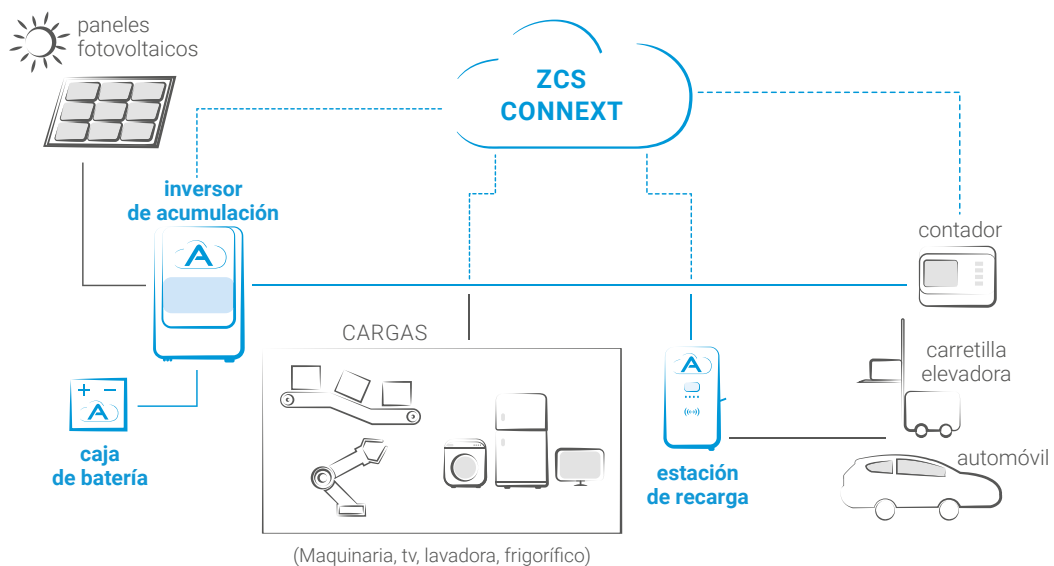 paneles
fotovoltaicos
ZCS
CONNEXT
inversor
de acumulación
A
contador
CARGAS
A
carretilla
elevadora
+ −
A
caja
de batería
estación
de recarga
automóvil
(Maquinaria, tv, lavadora, frigorífico)